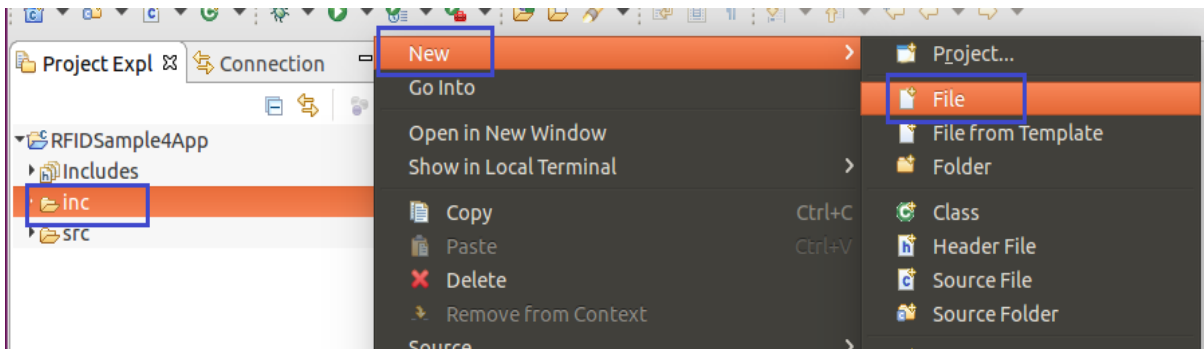 Project Expl
Connection
RFIDSample4App
Includes
inc
src
New
Go Into
Open in New Window
Show in Local Terminal
Copy Ctrl+C
Paste Ctrl+V
Delete
Remove from Context
Source
Project...
File
File from Template
Folder
Class
Header File
Source File
Source Folder